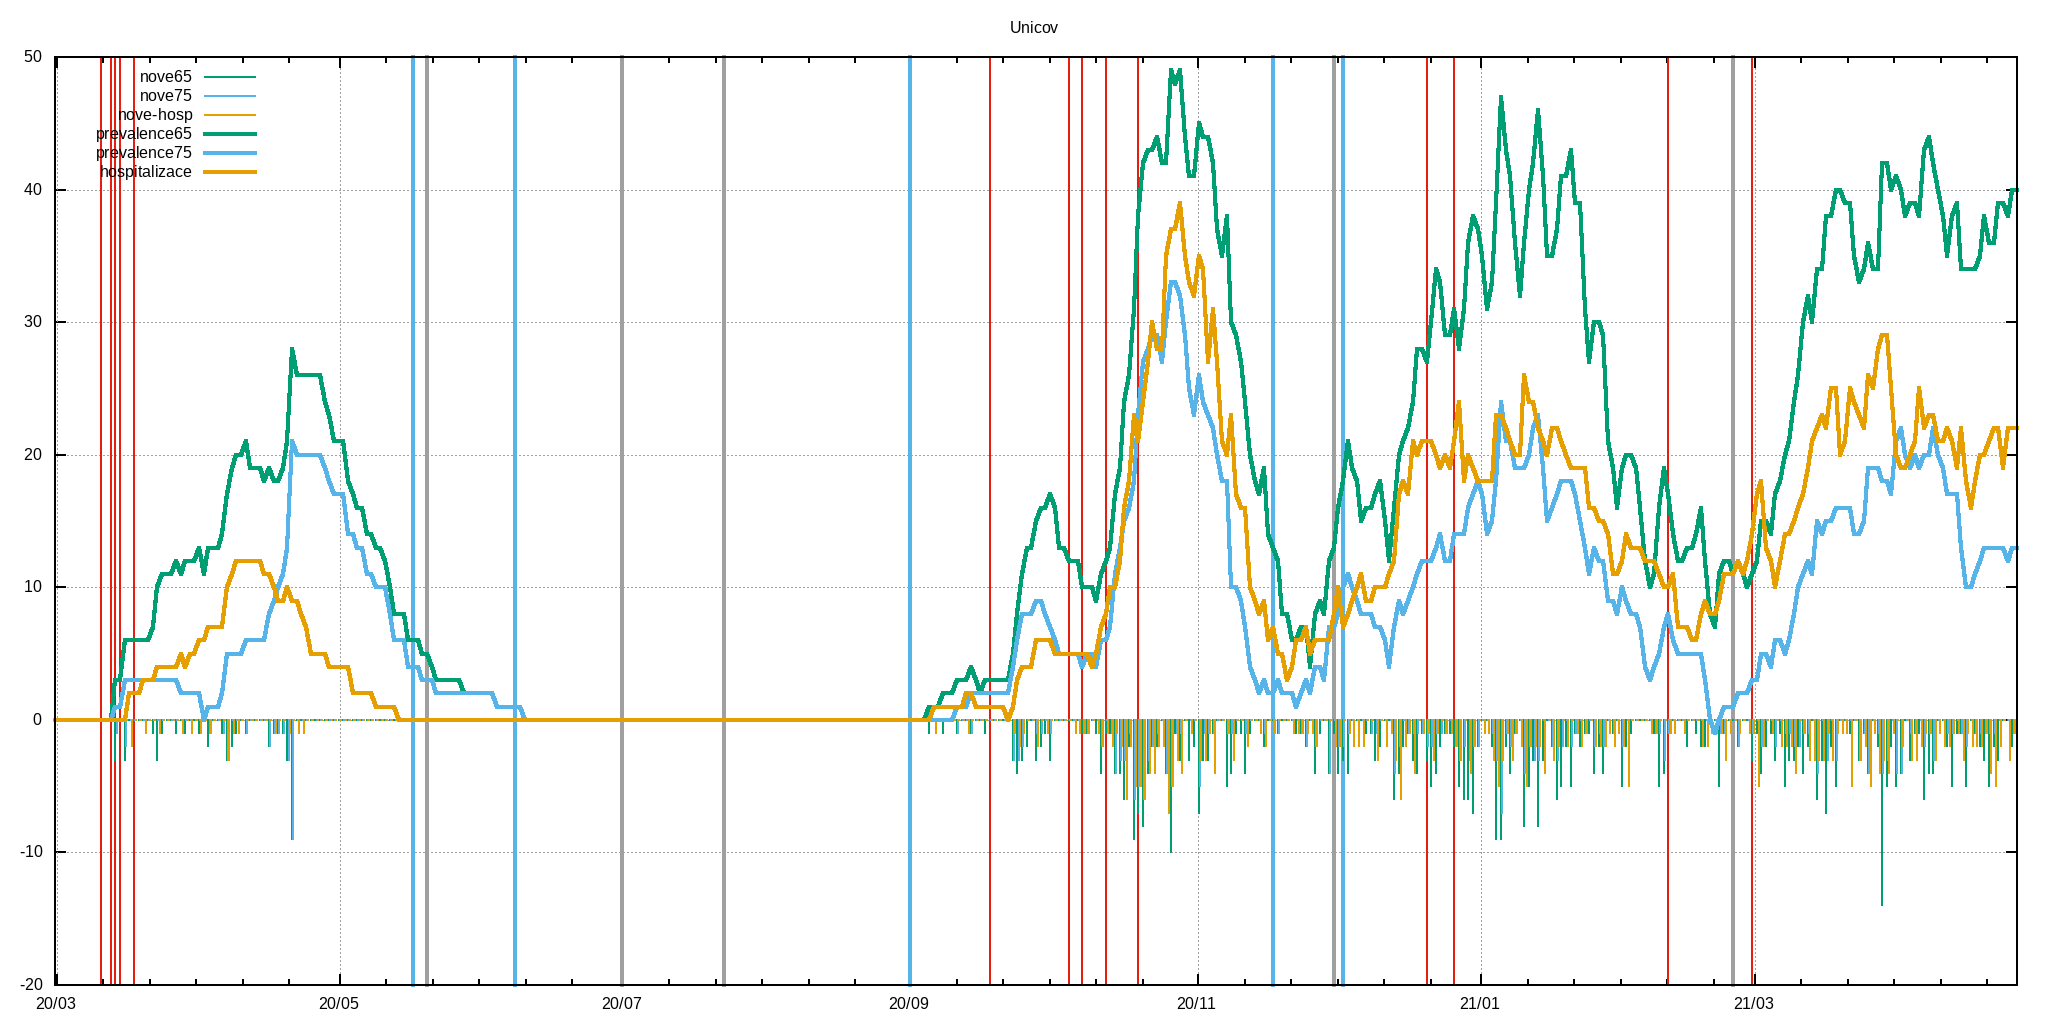 Unicov
50
nove65
nove75
nove-hosp
prevalence65
prevalence75
hospitalizace
40
30
20
10
0
-10
-20
20/03 20/05 20/07 20/09 20/11 21/01 21/03